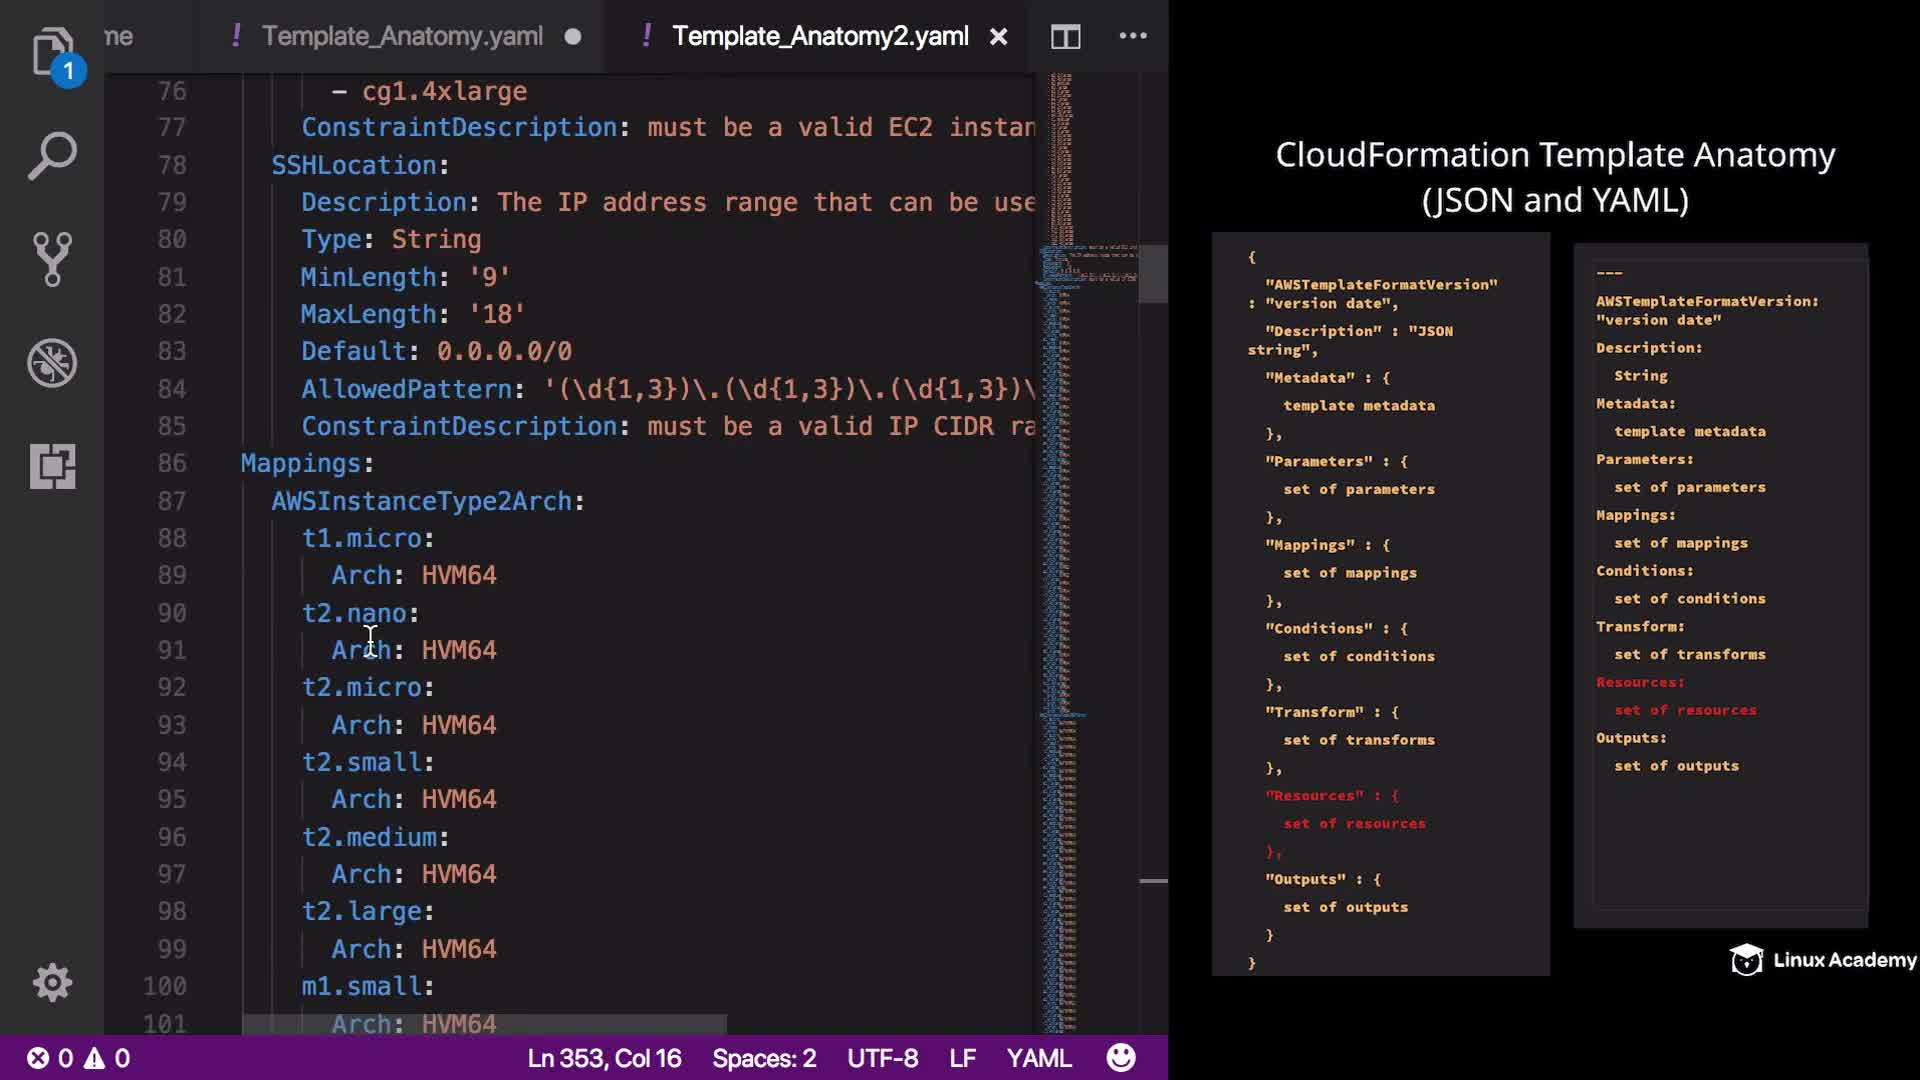 me
! Template_Anatomy.yaml
! Template_Anatomy2.yaml
1
76 - cg1.4xlarge
77 ConstraintDescription: must be a valid EC2 instan
78 SSHLocation:
79 Description: The IP address range that can be use
80 Type: String
81 MinLength: '9'
82 MaxLength: '18'
83 Default: 0.0.0.0/0
84 AllowedPattern: '(\d{1,3})\.(\d{1,3})\.(\d{1,3})\
85 ConstraintDescription: must be a valid IP CIDR ra
86 Mappings:
87 AWSInstanceType2Arch:
88 t1.micro:
89 Arch: HVM64
90 t2.nano:
91 Arch: HVM64
92 t2.micro:
93 Arch: HVM64
94 t2.small:
95 Arch: HVM64
96 t2.medium:
97 Arch: HVM64
98 t2.large:
99 Arch: HVM64
100 m1.small:
101 Arch: HVM64
0 0
Ln 353, Col 16
Spaces: 2
UTF-8
LF
YAML
CloudFormation Template Anatomy
(JSON and YAML)
{
"AWSTemplateFormatVersion"
: "version date",
"Description" : "JSON
string",
"Metadata" : {
template metadata
},
"Parameters" : {
set of parameters
},
"Mappings" : {
set of mappings
},
"Conditions" : {
set of conditions
},
"Transform" : {
set of transforms
},
"Resources" : {
set of resources
},
"Outputs" : {
set of outputs
}
}
---
AWSTemplateFormatVersion:
"version date"
Description:
String
Metadata:
template metadata
Parameters:
set of parameters
Mappings:
set of mappings
Conditions:
set of conditions
Transform:
set of transforms
Resources:
set of resources
Outputs:
set of outputs
Linux Academy